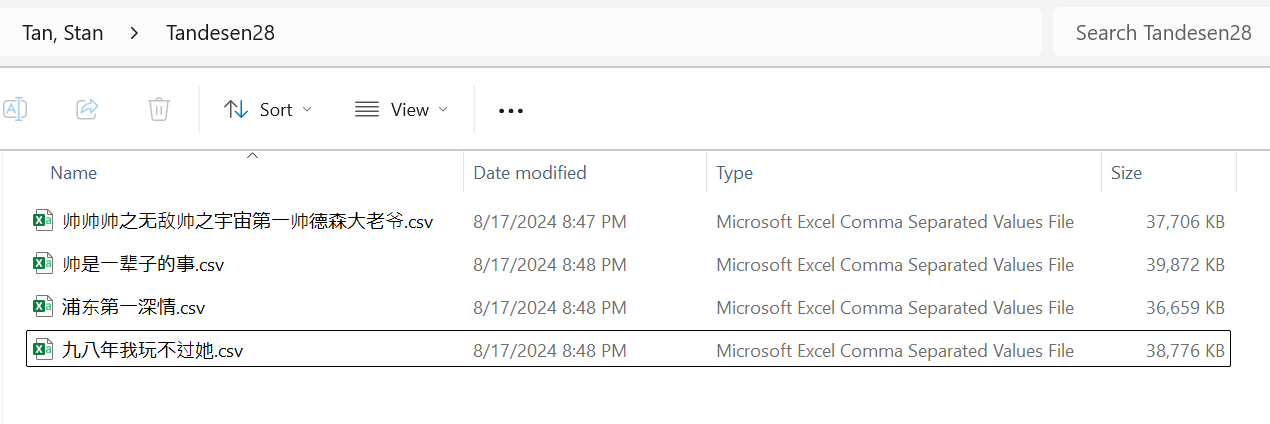 Tan, Stan > Tandesen28 Search Tandesen28
Sort View
Name Date modified Type Size
帅帅帅之无敌帅之宇宙第一帅德森大老爷.csv 8/17/2024 8:47 PM Microsoft Excel Comma Separated Values File 37,706 KB
帅是一辈子的事.csv 8/17/2024 8:48 PM Microsoft Excel Comma Separated Values File 39,872 KB
浦东第一深情.csv 8/17/2024 8:48 PM Microsoft Excel Comma Separated Values File 36,659 KB
九八年我玩不过她.csv 8/17/2024 8:48 PM Microsoft Excel Comma Separated Values File 38,776 KB